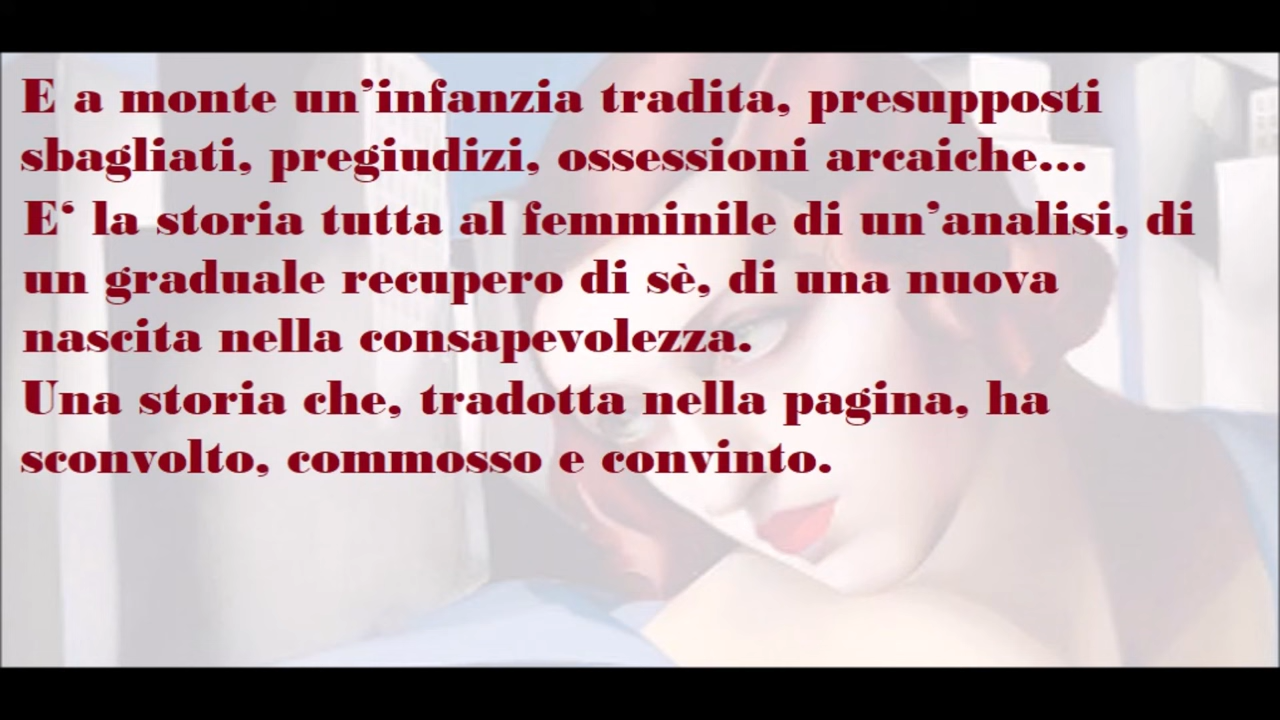 E a monte un’infanzia tradita, presupposti
sbagliati, pregiudizi, ossessioni arcaiche...
E‘ la storia tutta al femminile di un’analisi, di
un graduale recupero di sè, di una nuova
nascita nella consapevolezza.
Una storia che, tradotta nella pagina, ha
sconvolto, commosso e convinto.